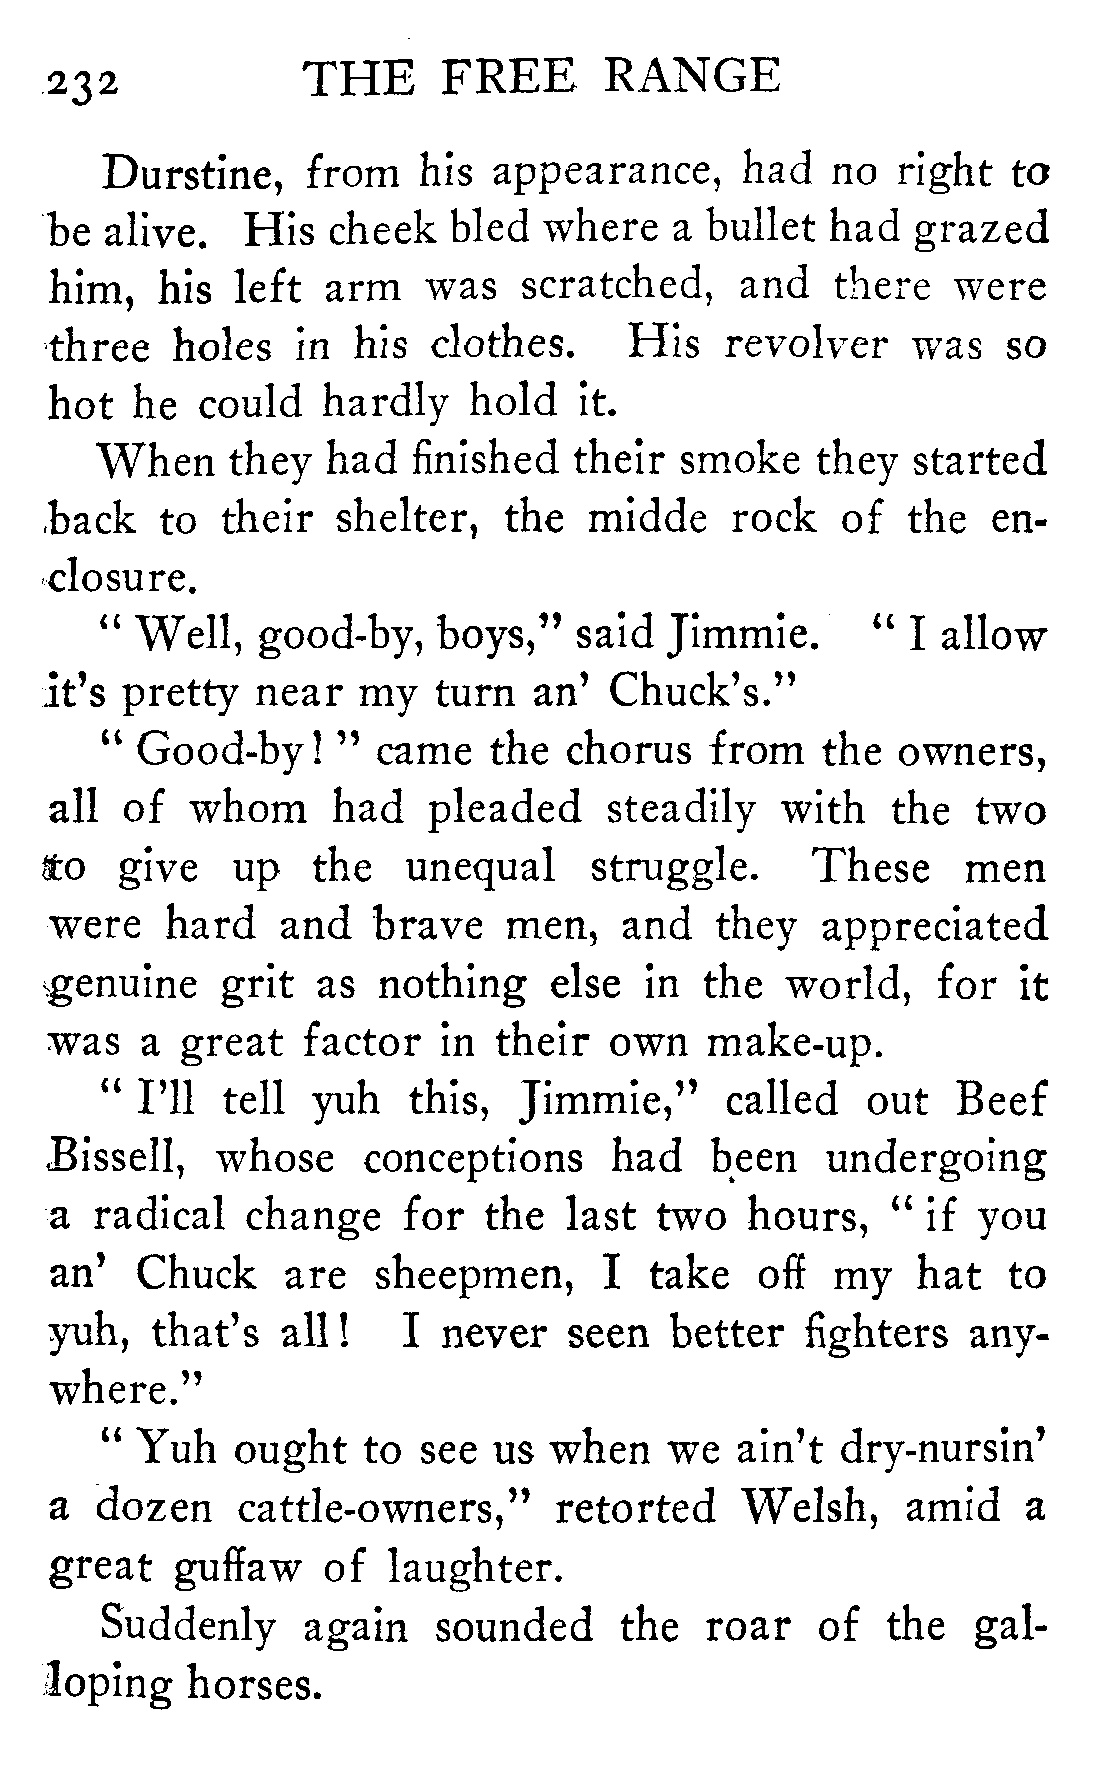 232 THE FREE RANGE
Durstine, from his appearance, had no right to
be alive. His cheek bled where a bullet had grazed
him, his left arm was scratched, and there were
three holes in his clothes. His revolver was so
hot he could hardly hold it.
When they had finished their smoke they started
back to their shelter, the midde rock of the en-
closure.
“ Well, good-by, boys,” said Jimmie. “ I allow
it's pretty near my turn an' Chuck's.”
“ Good-by! ” came the chorus from the owners,
all of whom had pleaded steadily with the two
to give up the unequal struggle. These men
were hard and brave men, and they appreciated
genuine grit as nothing else in the world, for it
was a great factor in their own make-up.
“ I'll tell yuh this, Jimmie,” called out Beef
Bissell, whose conceptions had been undergoing
a radical change for the last two hours, “ if you
an' Chuck are sheepmen, I take off my hat to
yuh, that's all! I never seen better fighters any-
where.”
“ Yuh ought to see us when we ain't dry-nursin'
a dozen cattle-owners,” retorted Welsh, amid a
great guffaw of laughter.
Suddenly again sounded the roar of the gal-
loping horses.